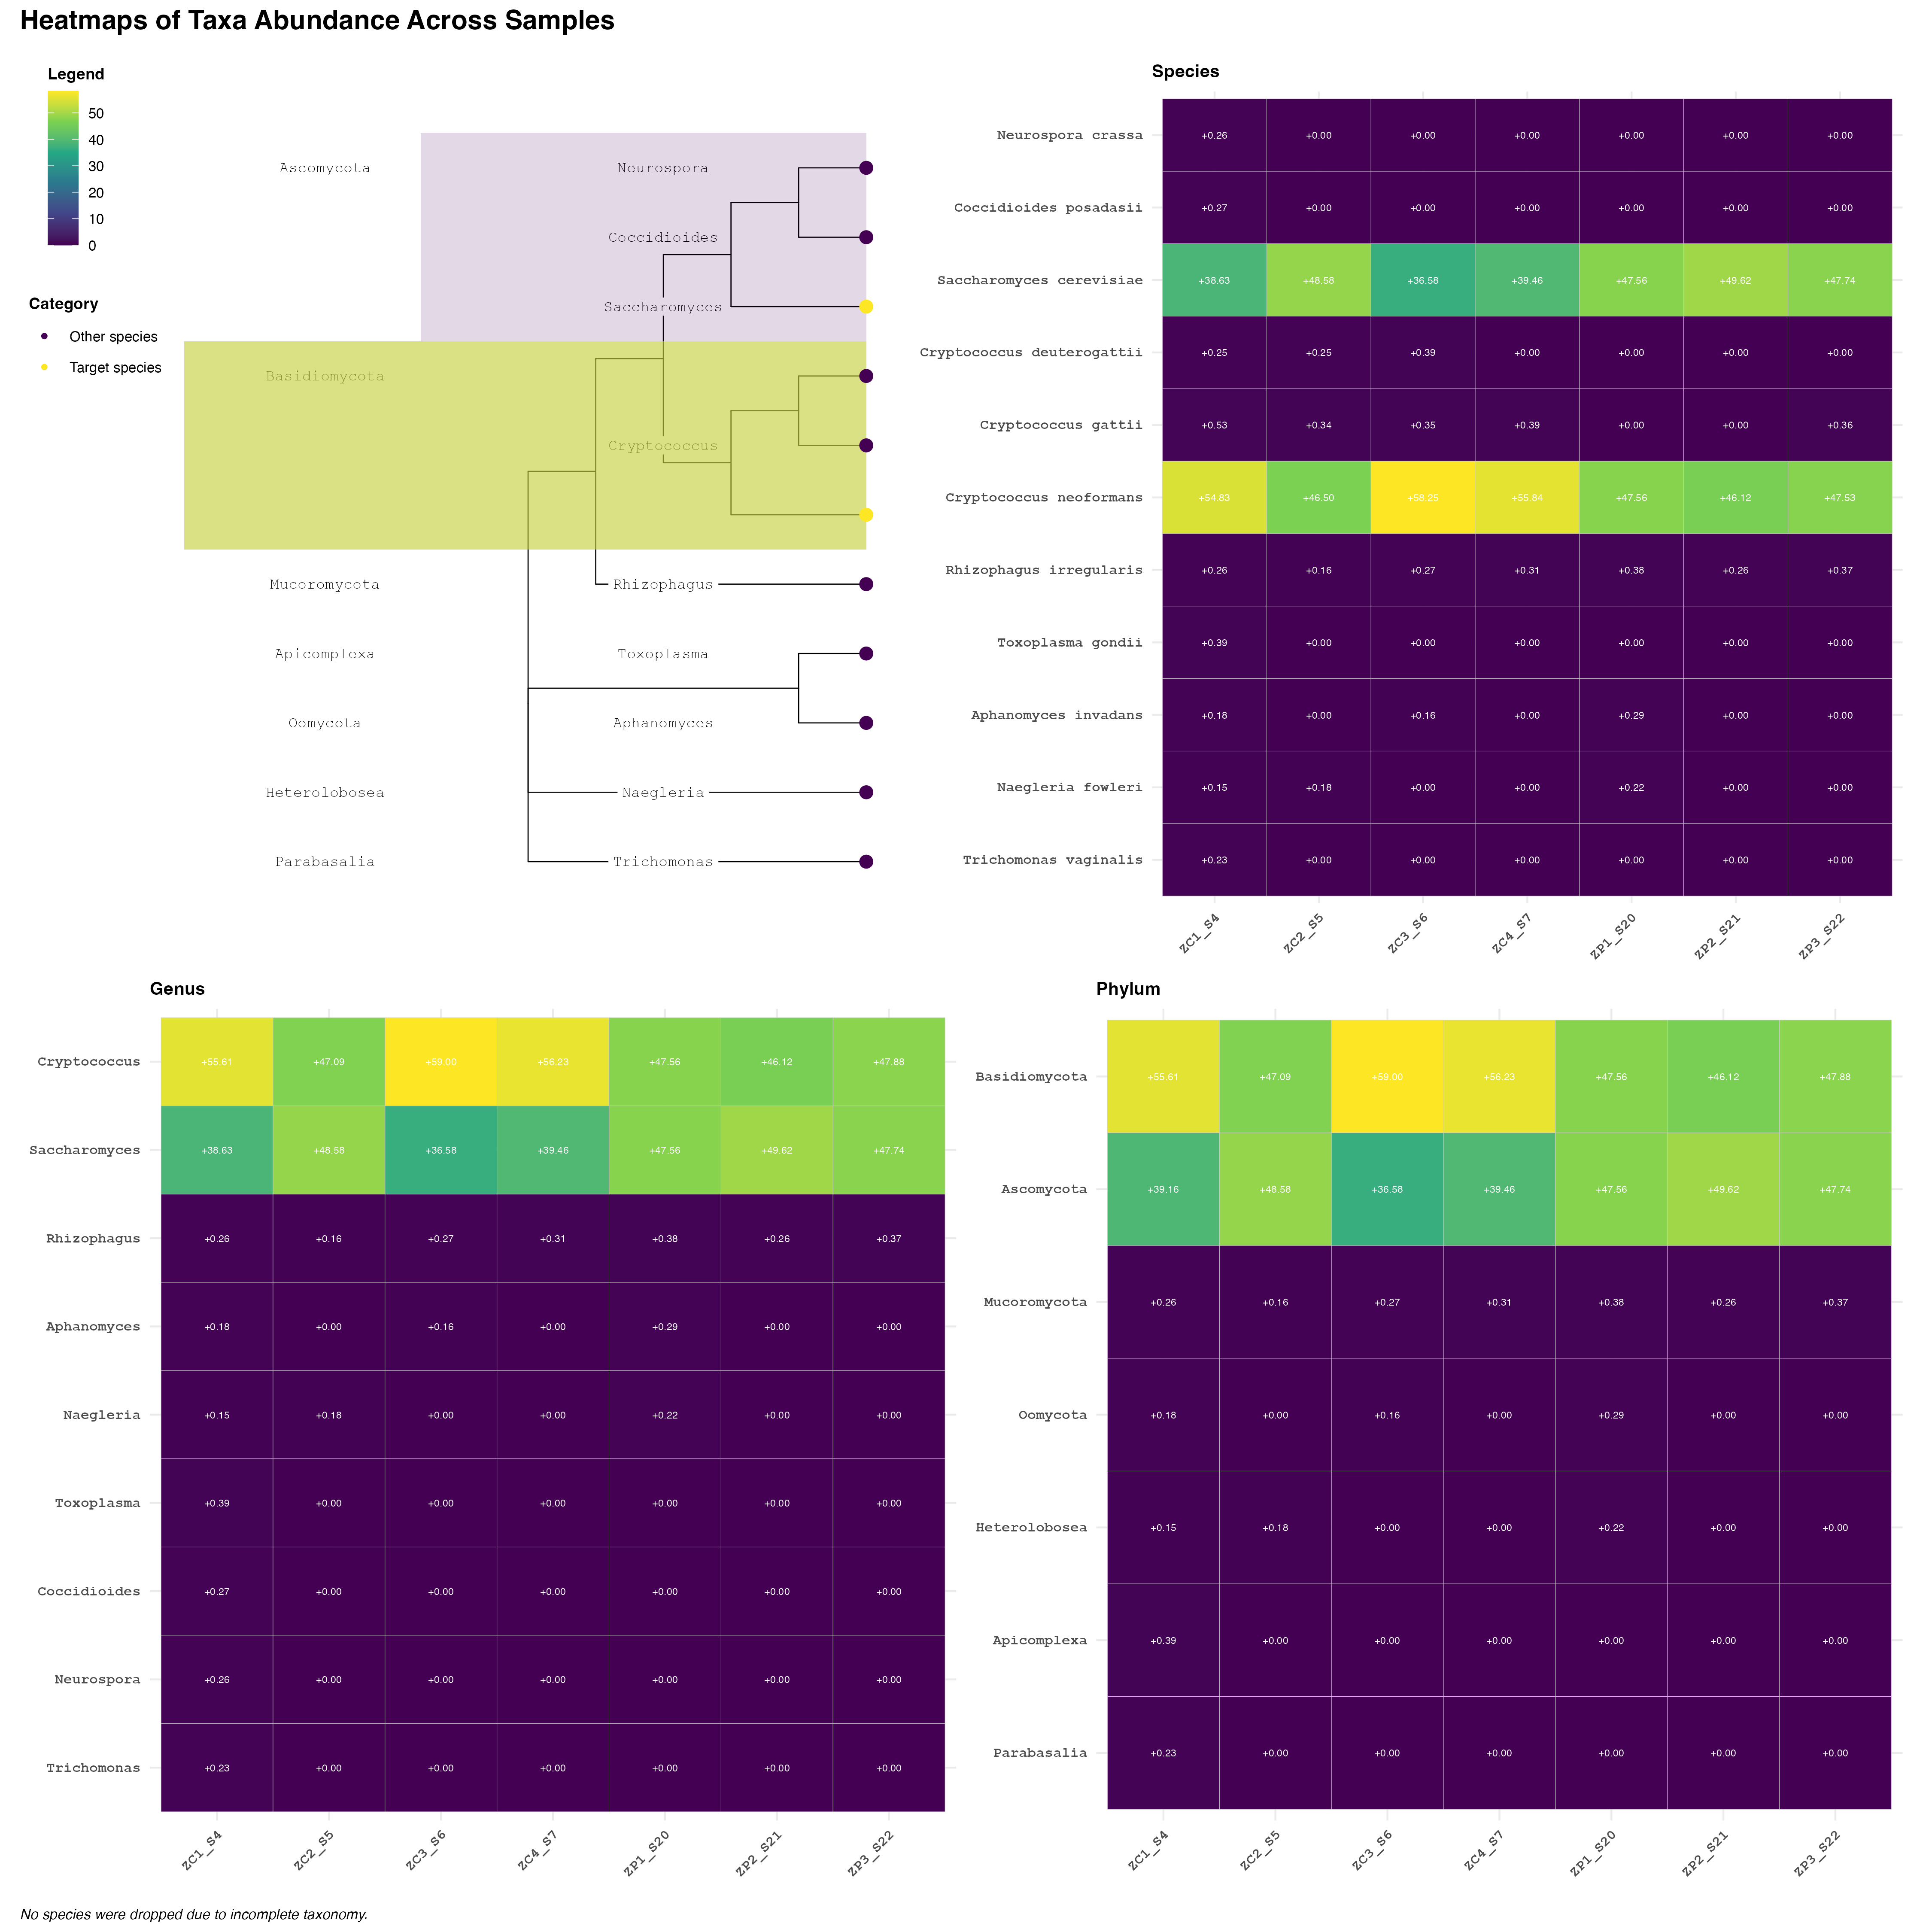 Heatmaps of Taxa Abundance Across Samples
Legend
50
40
30
20
10
0
Category
Other species
Target species
Ascomycota
Neurospora
Coccidioides
Saccharomyces
Basidiomycota
Cryptococcus
Mucoromycota
Rhizophagus
Apicomplexa
Toxoplasma
Oomycota
Aphanomyces
Heterolobosea
Naegleria
Parabasalia
Trichomonas
Species
Neurospora crassa +0.26 +0.00 +0.00 +0.00 +0.00 +0.00 +0.00
Coccidioides posadasii +0.27 +0.00 +0.00 +0.00 +0.00 +0.00 +0.00
Saccharomyces cerevisiae +38.63 +48.58 +36.58 +39.46 +47.56 +49.62 +47.74
Cryptococcus deuterogattii +0.25 +0.25 +0.39 +0.00 +0.00 +0.00 +0.00
Cryptococcus gattii +0.53 +0.34 +0.35 +0.39 +0.00 +0.00 +0.36
Cryptococcus neoformans +54.83 +46.50 +58.25 +55.84 +47.56 +46.12 +47.53
Rhizophagus irregularis +0.26 +0.16 +0.27 +0.31 +0.38 +0.26 +0.37
Toxoplasma gondii +0.39 +0.00 +0.00 +0.00 +0.00 +0.00 +0.00
Aphanomyces invadans +0.18 +0.00 +0.16 +0.00 +0.29 +0.00 +0.00
Naegleria fowleri +0.15 +0.18 +0.00 +0.00 +0.22 +0.00 +0.00
Trichomonas vaginalis +0.23 +0.00 +0.00 +0.00 +0.00 +0.00 +0.00
ZC1_S4 ZC2_S5 ZC3_S6 ZC4_S7 ZP1_S20 ZP2_S21 ZP3_S22
Genus
Cryptococcus +55.61 +47.09 +59.00 +56.23 +47.56 +46.12 +47.88
Saccharomyces +38.63 +48.58 +36.58 +39.46 +47.56 +49.62 +47.74
Rhizophagus +0.26 +0.16 +0.27 +0.31 +0.38 +0.26 +0.37
Aphanomyces +0.18 +0.00 +0.16 +0.00 +0.29 +0.00 +0.00
Naegleria +0.15 +0.18 +0.00 +0.00 +0.22 +0.00 +0.00
Toxoplasma +0.39 +0.00 +0.00 +0.00 +0.00 +0.00 +0.00
Coccidioides +0.27 +0.00 +0.00 +0.00 +0.00 +0.00 +0.00
Neurospora +0.26 +0.00 +0.00 +0.00 +0.00 +0.00 +0.00
Trichomonas +0.23 +0.00 +0.00 +0.00 +0.00 +0.00 +0.00
ZC1_S4 ZC2_S5 ZC3_S6 ZC4_S7 ZP1_S20 ZP2_S21 ZP3_S22
Phylum
Basidiomycota +55.61 +47.09 +59.00 +56.23 +47.56 +46.12 +47.88
Ascomycota +39.16 +48.58 +36.58 +39.46 +47.56 +49.62 +47.74
Mucoromycota +0.26 +0.16 +0.27 +0.31 +0.38 +0.26 +0.37
Oomycota +0.18 +0.00 +0.16 +0.00 +0.29 +0.00 +0.00
Heterolobosea +0.15 +0.18 +0.00 +0.00 +0.22 +0.00 +0.00
Apicomplexa +0.39 +0.00 +0.00 +0.00 +0.00 +0.00 +0.00
Parabasalia +0.23 +0.00 +0.00 +0.00 +0.00 +0.00 +0.00
ZC1_S4 ZC2_S5 ZC3_S6 ZC4_S7 ZP1_S20 ZP2_S21 ZP3_S22
No species were dropped due to incomplete taxonomy.